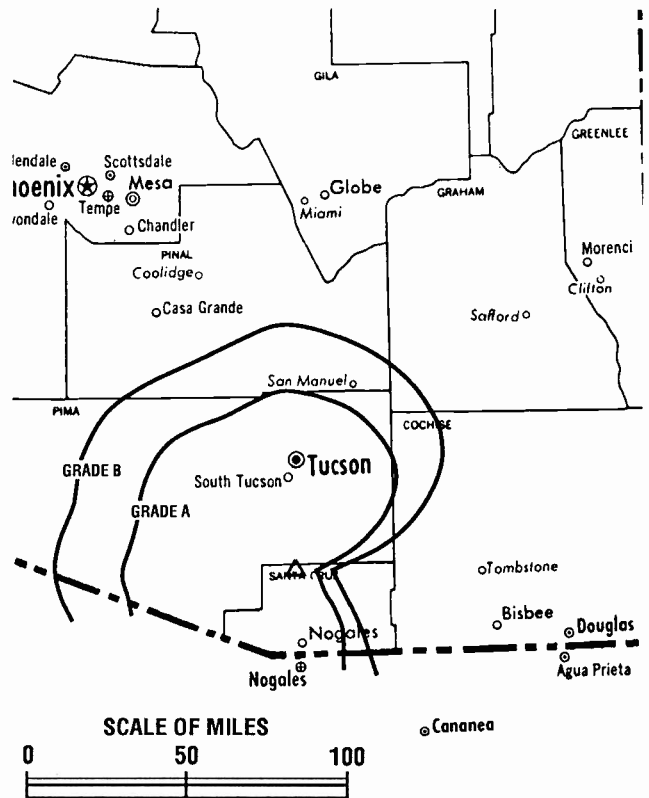 GILA
GREENLEE
lendale
Scottsdale
hoenix
Mesa
Tempe
vondale
Globe
Miami
GRAHAM
Chandler
PINAL
Coolidge
Morenci
Clifton
Casa Grande
Safford
San Manuel
PIMA
COCHISE
GRADE B
Tucson
South Tucson
GRADE A
SANTA CRUZ
Tombstone
Bisbee
Douglas
Nogales
Nogales
Agua Prieta
SCALE OF MILES
Cananea
0 50 100